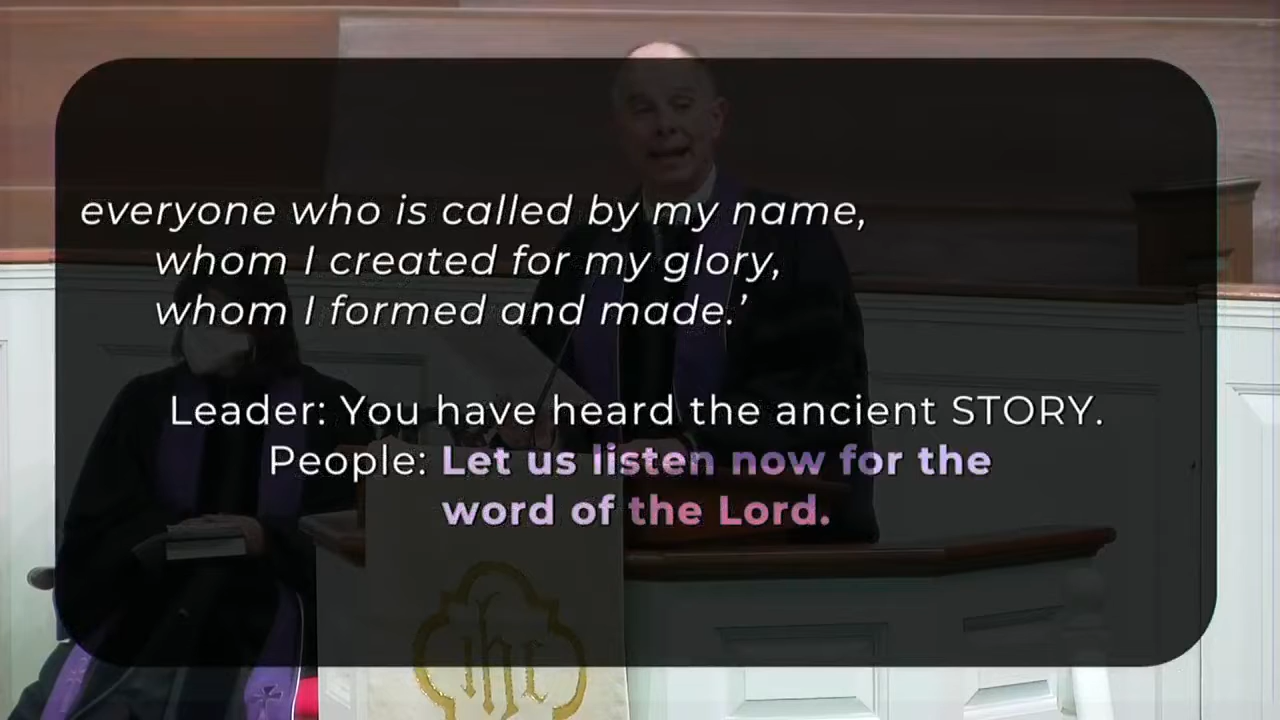 everyone who is called by my name,
whom I created for my glory,
whom I formed and made.’
Leader: You have heard the ancient STORY.
People: Let us listen now for the
word of the Lord.
ihc